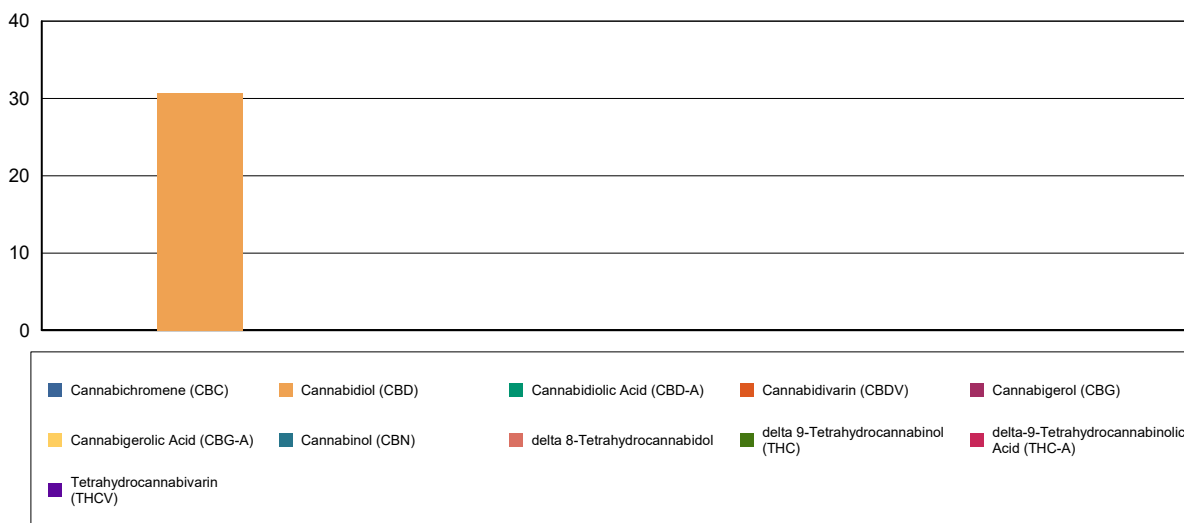 40
30
20
10
0
Cannabichromene (CBC)
Cannabidiol (CBD)
Cannabidiolic Acid (CBD-A)
Cannabidivarin (CBDV)
Cannabigerol (CBG)
Cannabigerolic Acid (CBG-A)
Cannabinol (CBN)
delta 8-Tetrahydrocannabidol
delta 9-Tetrahydrocannabinol
(THC)
delta-9-Tetrahydrocannabinolic
Acid (THC-A)
Tetrahydrocannabivarin
(THCV)